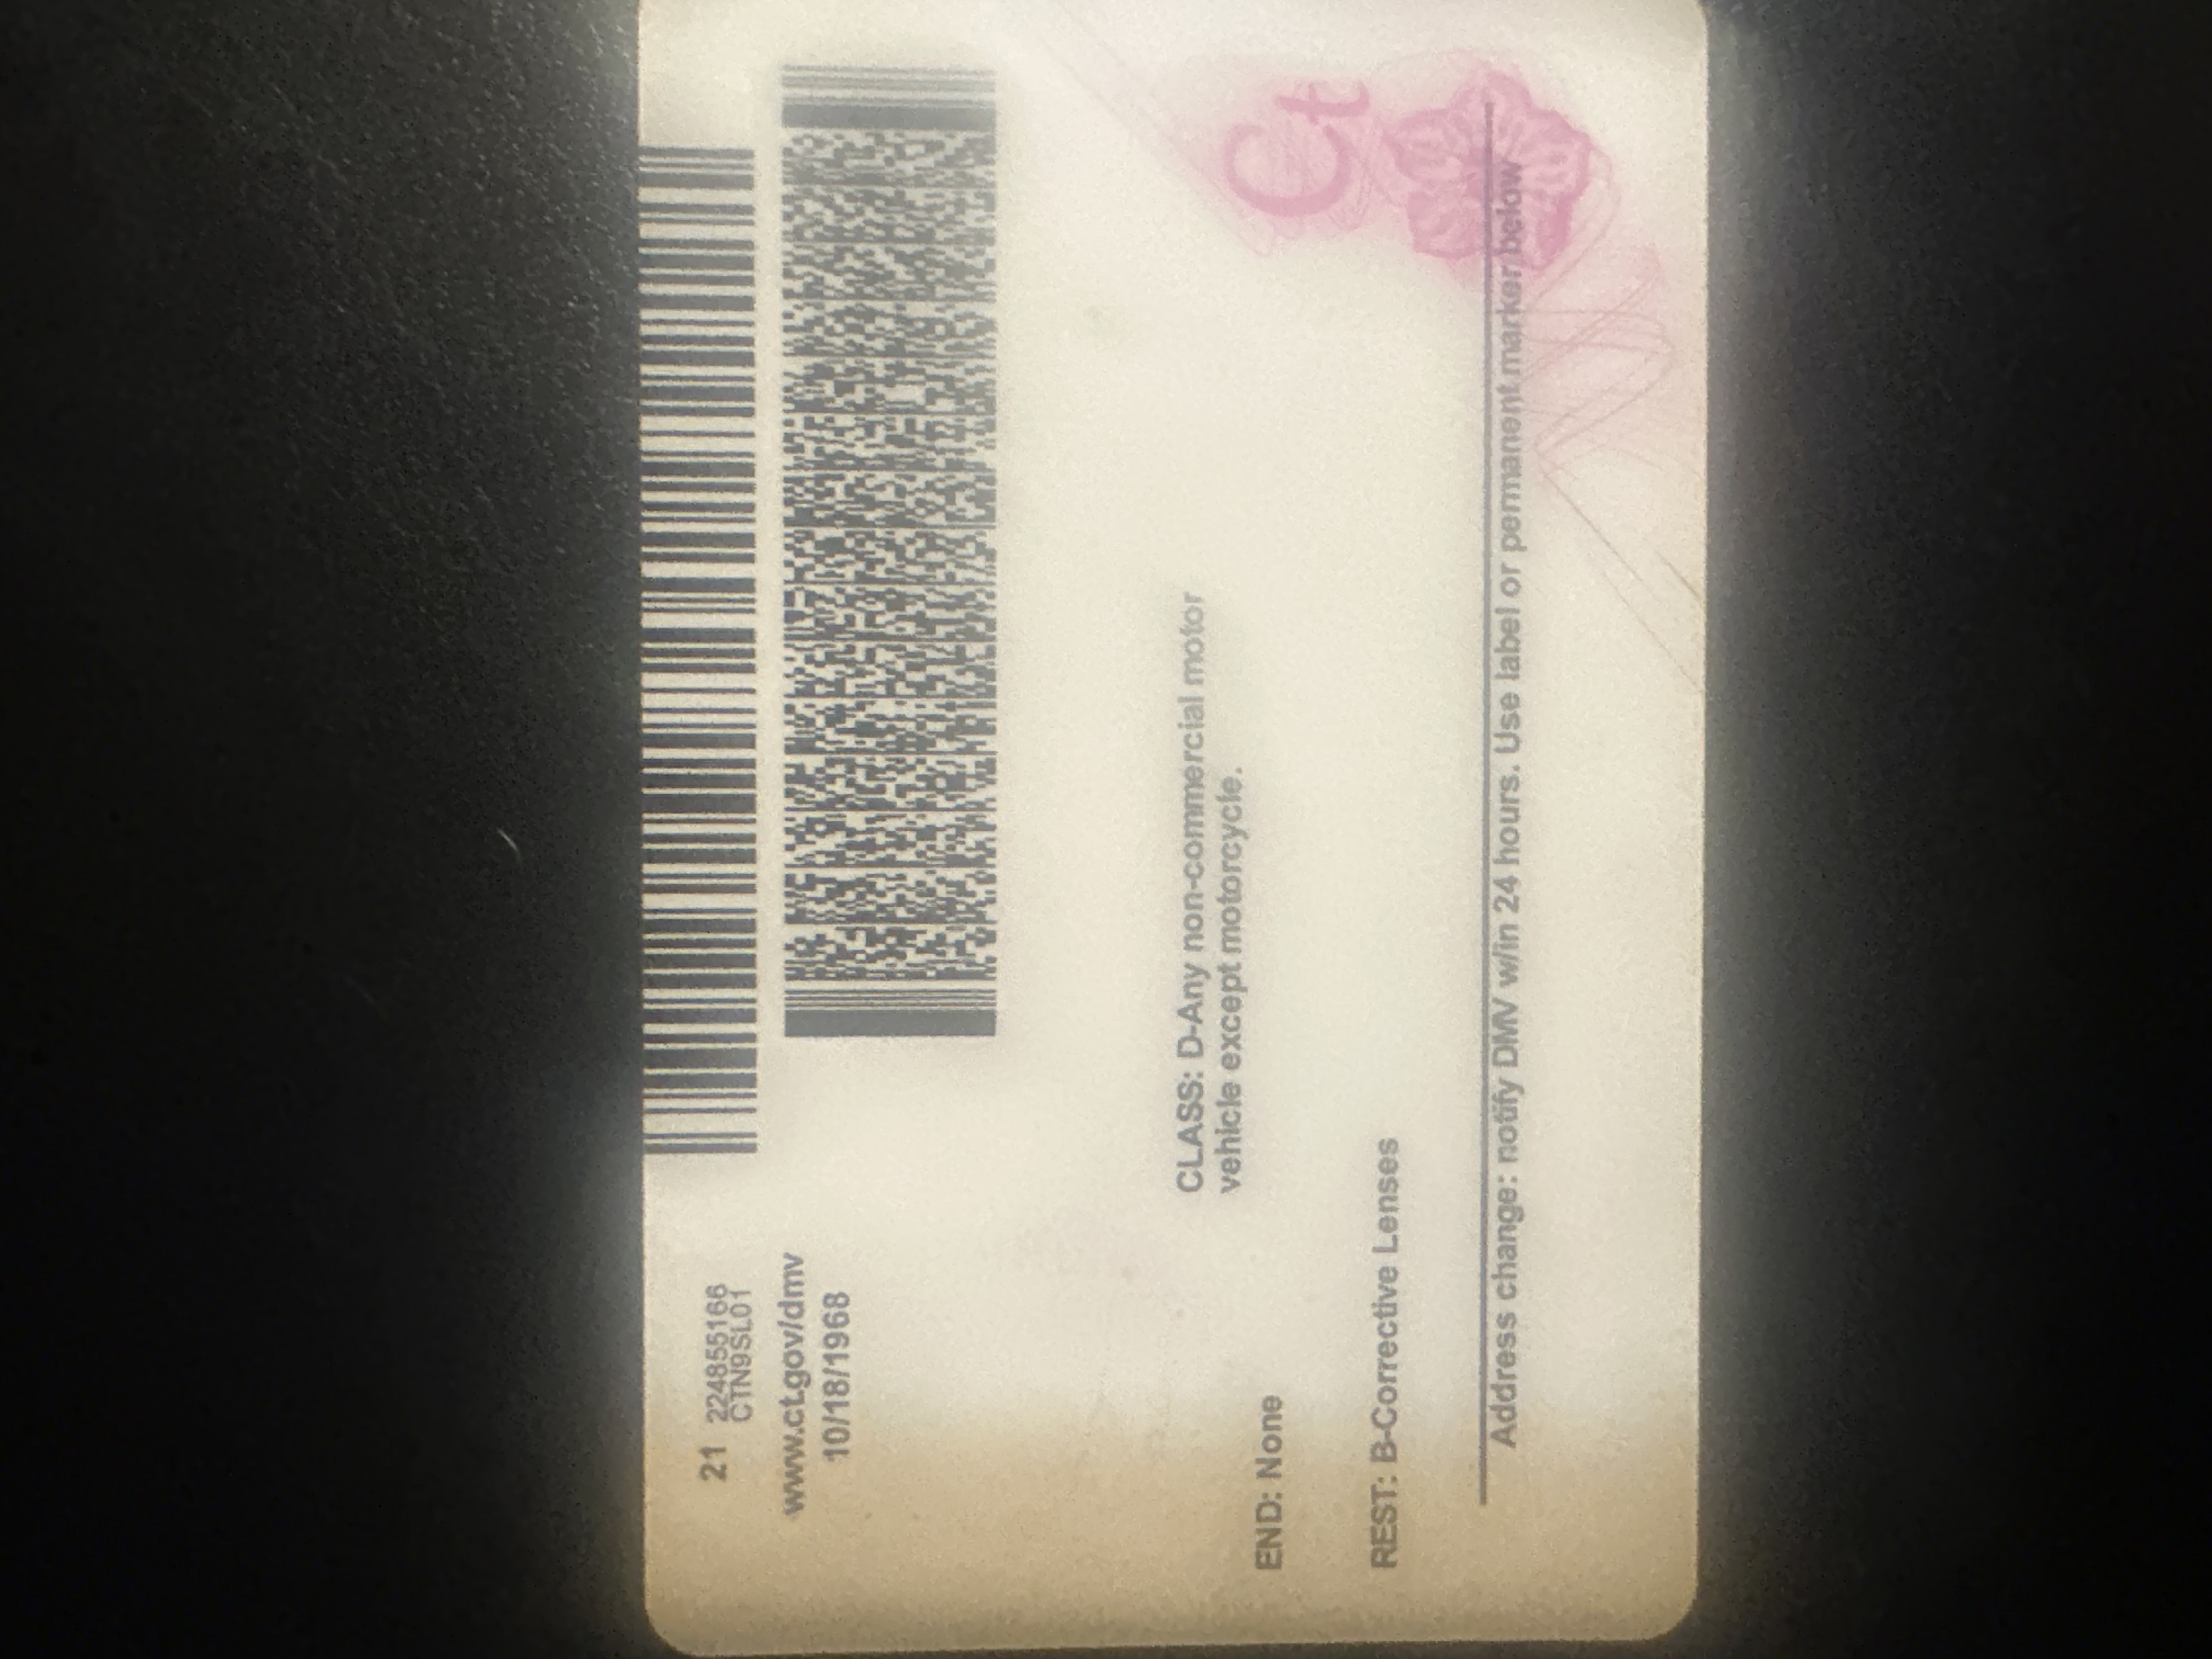 21 224855166
CTN9SL01
www.ct.gov/dmv
10/18/1968
CLASS: D-Any non-commercial motor
vehicle except motorcycle.
END: None
REST: B-Corrective Lenses
Ct
Address change: notify DMV w/in 24 hours. Use label or permanent marker below